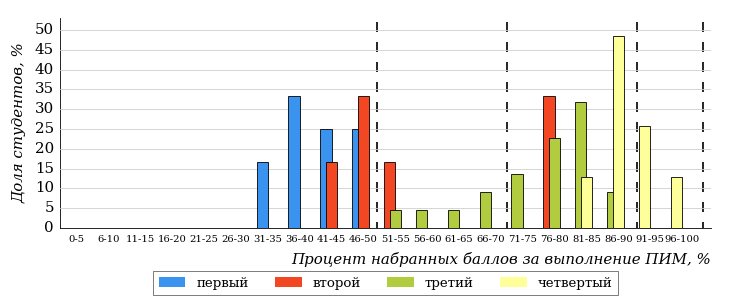 Доля студентов, %
50
45
40
35
30
25
20
15
10
5
0
0-5 6-10 11-15 16-20 21-25 26-30 31-35 36-40 41-45 46-50 51-55 56-60 61-65 66-70 71-75 76-80 81-85 86-90 91-95 96-100
Процент набранных баллов за выполнение ПИМ, %
первый второй третий четвертый